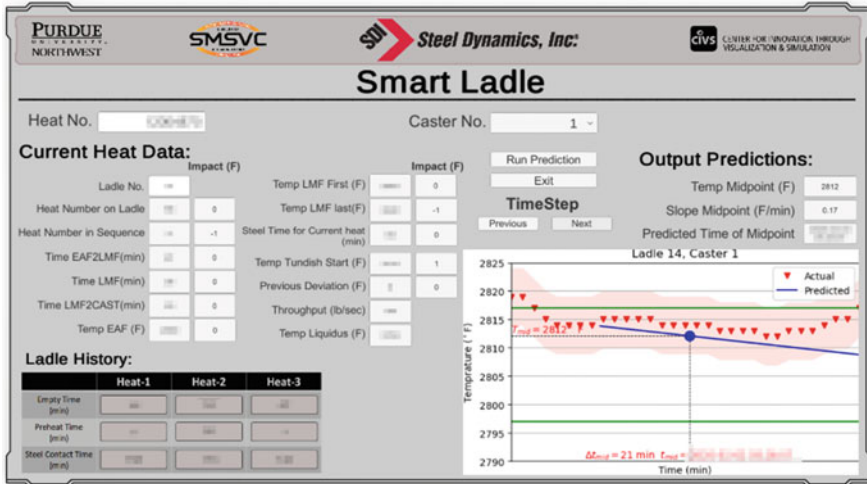 PURDUE
UNIVERSITY
NORTHWEST
SMSVC
SDI Steel Dynamics, Inc.
civs CENTER FOR INNOVATION THROUGH
VISUALIZATION & SIMULATION
Smart Ladle
Heat No.
Caster No. 1
Current Heat Data:
Impact (F)
Ladle No.
Heat Number on Ladle 0
Heat Number in Sequence -1
Time EAF2LMF(min) 0
Time LMF(min) 0
Time LMF2CAST(min) 0
Temp EAF (F) 0
Impact (F)
Temp LMF First (F) 0
Temp LMF last(F) -1
Steel Time for Current heat
(min) 0
Temp Tundish Start (F) 1
Previous Deviation (F) 0
Throughput (lb/sec)
Temp Liquidus (F)
Run Prediction
Exit
TimeStep
Previous Next
Output Predictions:
Temp Midpoint (F) 2812
Slope Midpoint (F/min) 0.17
Predicted Time of Midpoint
Ladle History:
Heat-1 Heat-2 Heat-3
Empty Time
(min)
Preheat Time
(min)
Steel Contact Time
(min)
Ladle 14, Caster 1
Actual
Predicted
2825
2820
2815
2810
2805
2800
2795
2790
Temprature (°F)
Tmid = 2812
Δtmid = 21 min tmid =
Time (min)